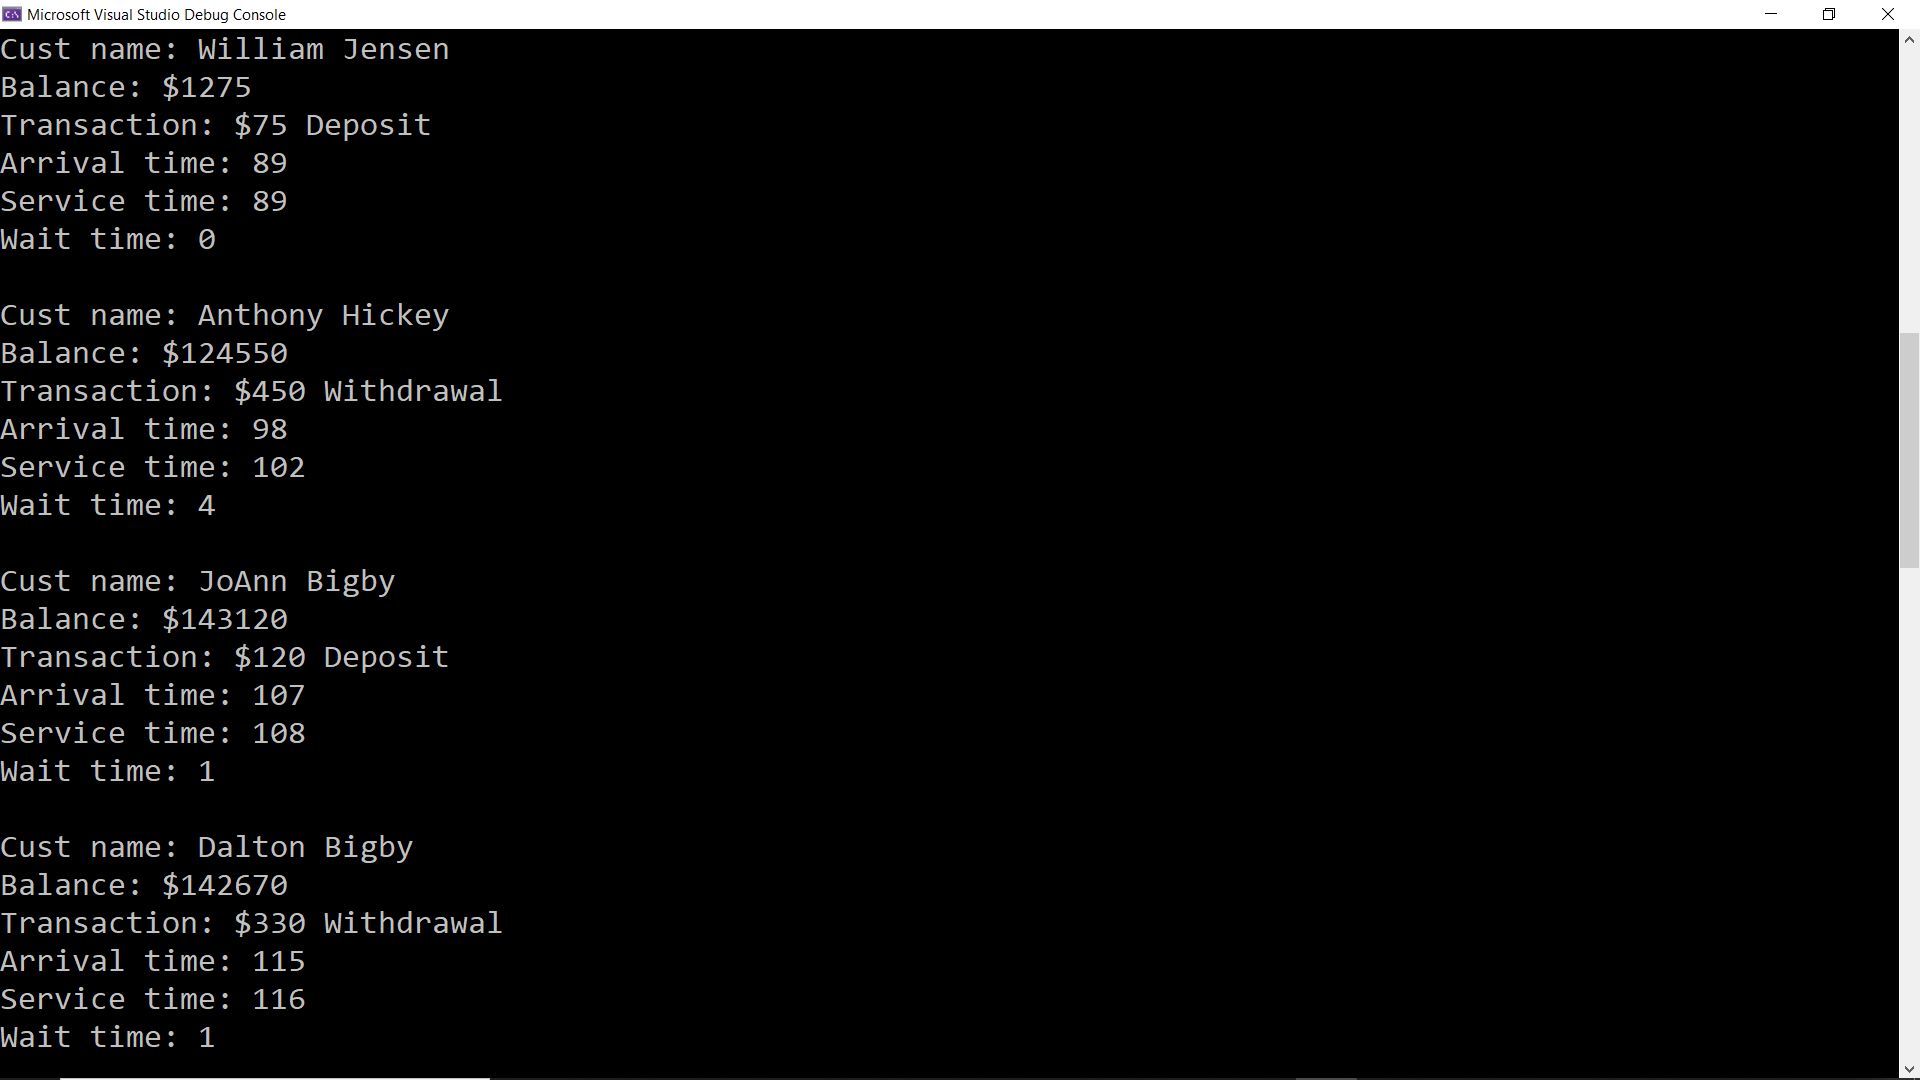 Microsoft Visual Studio Debug Console
Cust name: William Jensen
Balance: $1275
Transaction: $75 Deposit
Arrival time: 89
Service time: 89
Wait time: 0
Cust name: Anthony Hickey
Balance: $124550
Transaction: $450 Withdrawal
Arrival time: 98
Service time: 102
Wait time: 4
Cust name: JoAnn Bigby
Balance: $143120
Transaction: $120 Deposit
Arrival time: 107
Service time: 108
Wait time: 1
Cust name: Dalton Bigby
Balance: $142670
Transaction: $330 Withdrawal
Arrival time: 115
Service time: 116
Wait time: 1